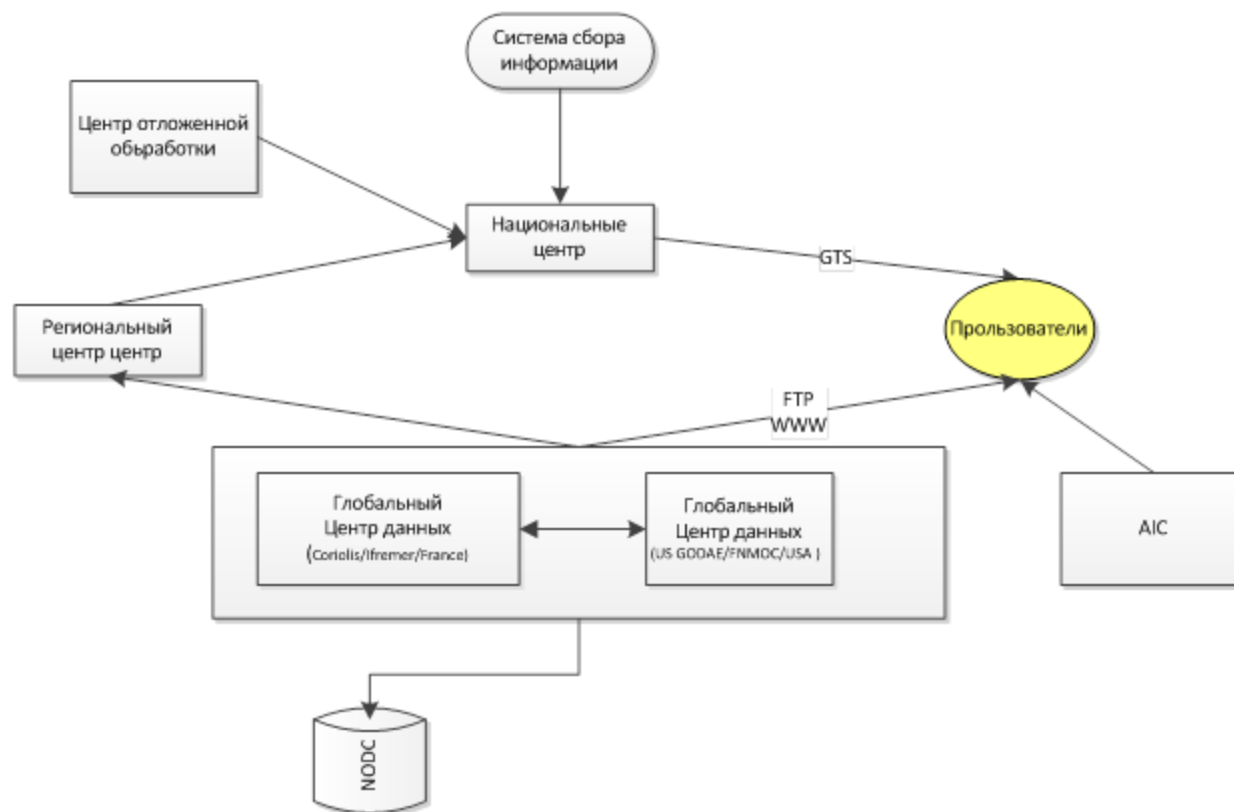 Система сбора
информации
Центр отложенной
обьработки
Национальные
центр
GTS
Региональный
центр центр
Прользователи
FTP
WWW
Глобальный
Центр данных
(Coriolis/Ifremer/France)
Глобальный
Центр данных
(US GODAE/FNMOC/USA )
AIC
NODC